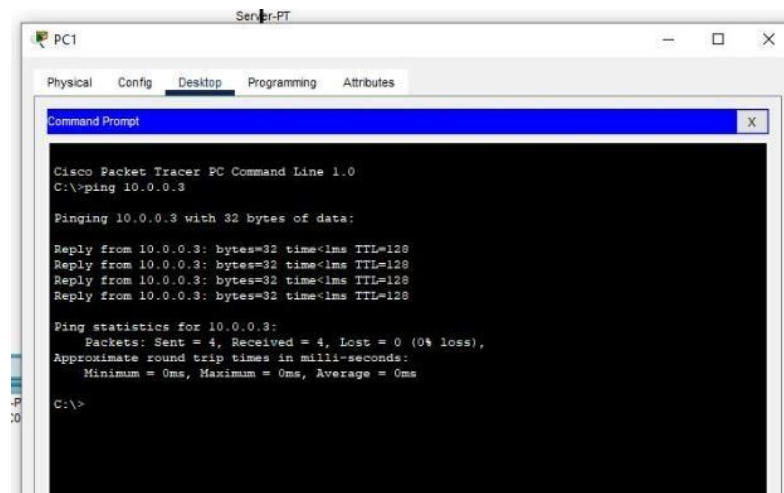 Server-PT
PC1
Physical Config Desktop Programming Attributes
Command Prompt
X
Cisco Packet Tracer PC Command Line 1.0
C:\>ping 10.0.0.3
Pinging 10.0.0.3 with 32 bytes of data:
Reply from 10.0.0.3: bytes=32 time<1ms TTL=128
Reply from 10.0.0.3: bytes=32 time<1ms TTL=128
Reply from 10.0.0.3: bytes=32 time<1ms TTL=128
Reply from 10.0.0.3: bytes=32 time<1ms TTL=128
Ping statistics for 10.0.0.3:
Packets: Sent = 4, Received = 4, Lost = 0 (0% loss),
Approximate round trip times in milli-seconds:
Minimum = 0ms, Maximum = 0ms, Average = 0ms
C:\>